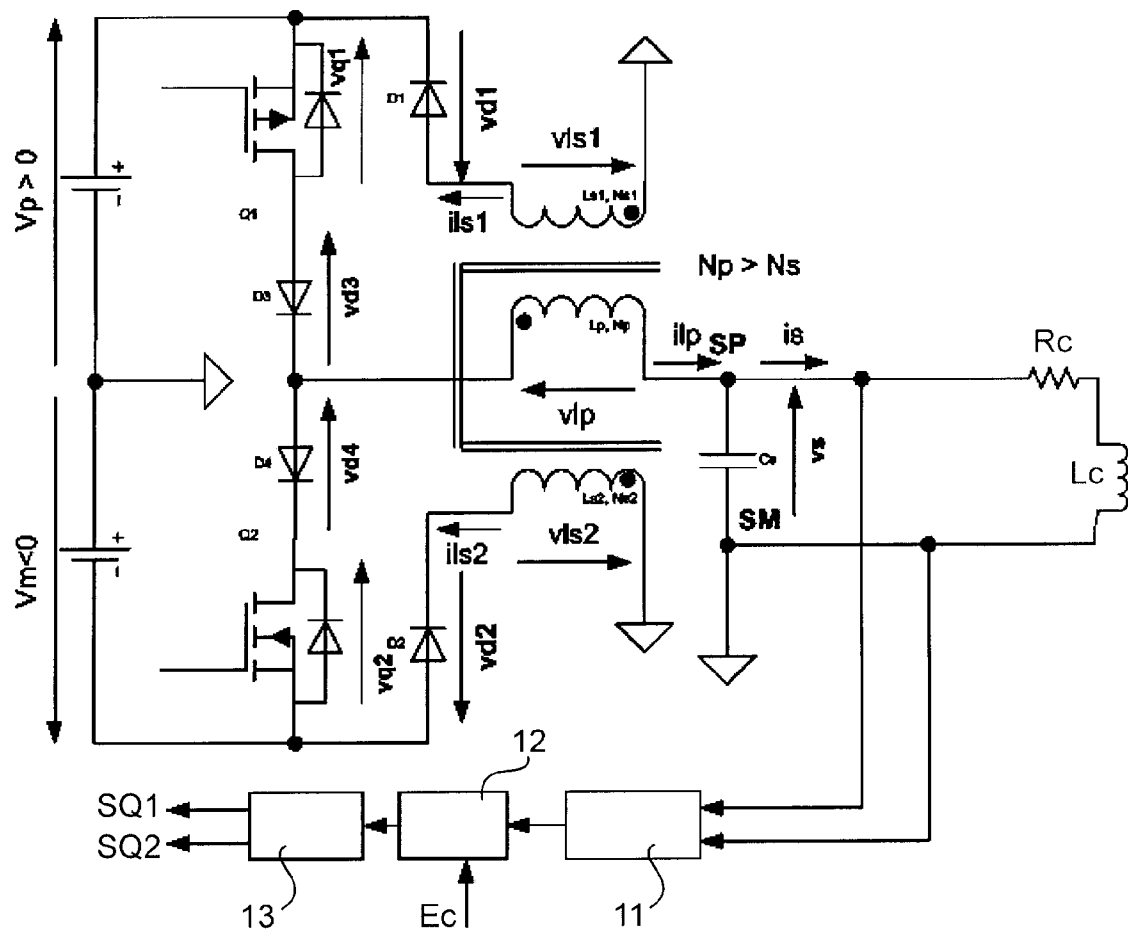 vq1
D1
vd1
vls1
Vp > 0
+
–
Ls1, Ns1
ils1
Q1
Np > Ns
D3
vd3
Lp, Np
ilp
SP
is
Rc
vlp
vs
Lc
D4
vd4
SM
Ls2, Ns2
Q2
ils2
vls2
Vm<0
+
–
vq2
vd2
12
SQ1
SQ2
13
Ec
11